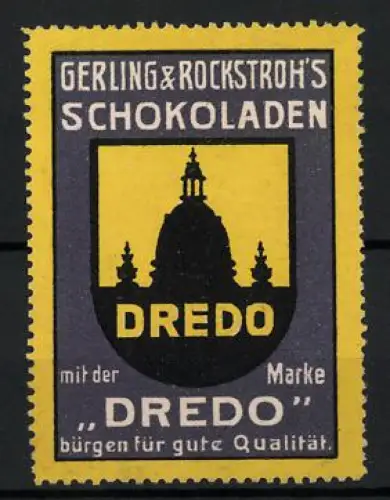 GERLING & ROCKSTROH'S
SCHOKOLADEN
DREDO
mit der Marke
„DREDO”
bürgen für gute Qualität.